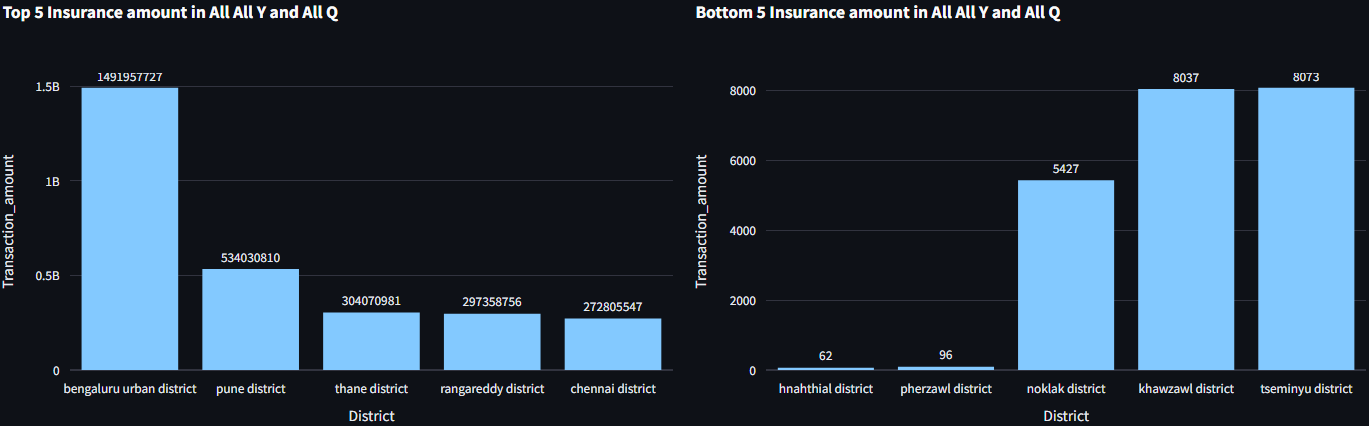 Top 5 Insurance amount in All All Y and All Q
1491957727
1.5B
1B
534030810
0.5B
304070981
297358756
272805547
0
Transaction_amount
bengaluru urban district
pune district
thane district
rangareddy district
chennai district
District
Bottom 5 Insurance amount in All All Y and All Q
8037
8073
8000
6000
5427
4000
2000
62
96
0
Transaction_amount
hnahthial district
pherzawl district
noklak district
khawzawl district
tseminyu district
District